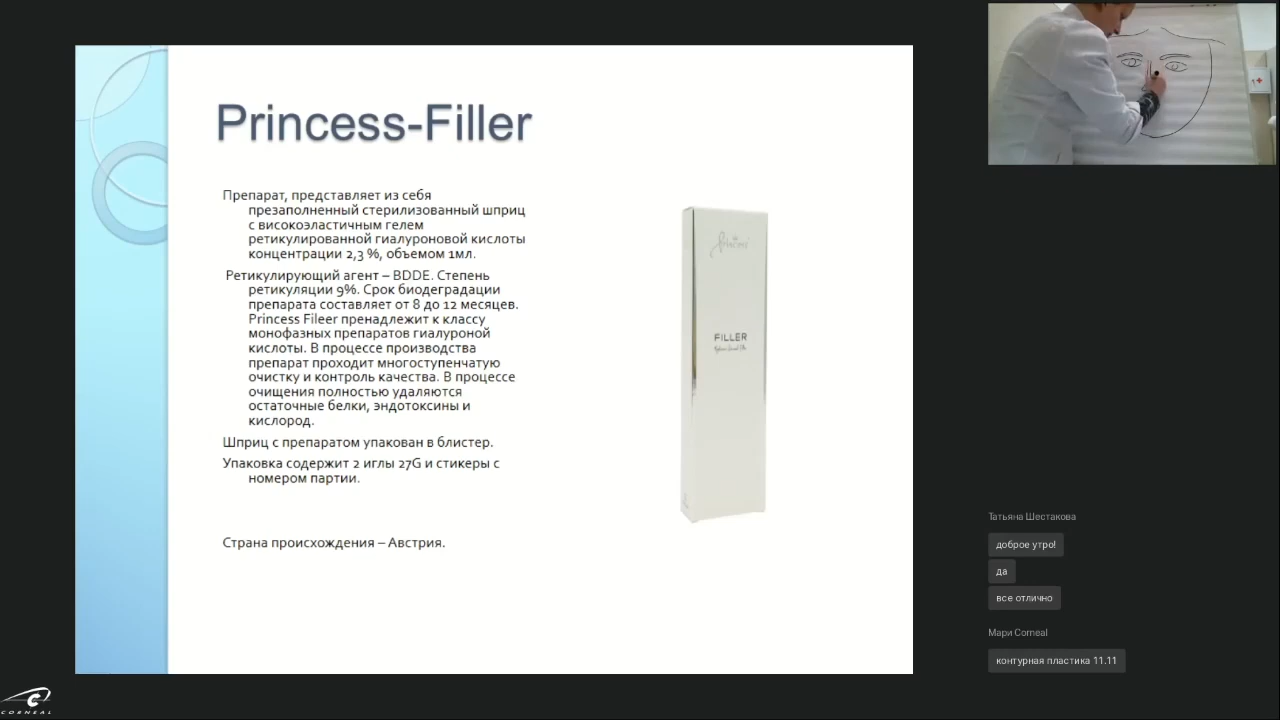 Princess-Filler
Препарат, представляет из себя
презаполненный стерилизованный шприц
с високоэластичным гелем
ретикулированной гиалуроновой кислоты
концентрации 2,3 %, объемом 1мл.
Ретикулирующий агент – BDDE. Степень
ретикуляции 9%. Срок биодеградации
препарата составляет от 8 до 12 месяцев.
Princess Fileer пренадлежит к классу
монофазных препаратов гиалуроной
кислоты. В процессе производства
препарат проходит многоступенчатую
очистку и контроль качества. В процессе
очищения полностью удаляются
остаточные белки, эндотоксины и
кислород.
Шприц с препаратом упакован в блистер.
Упаковка содержит 2 иглы 27G и стикеры с
номером партии.
Страна происхождения – Австрия.
Princess
FILLER
Татьяна Шестакова
доброе утро!
да
все отлично
Мари Corneal
контурная пластика 11.11
CORNEAL